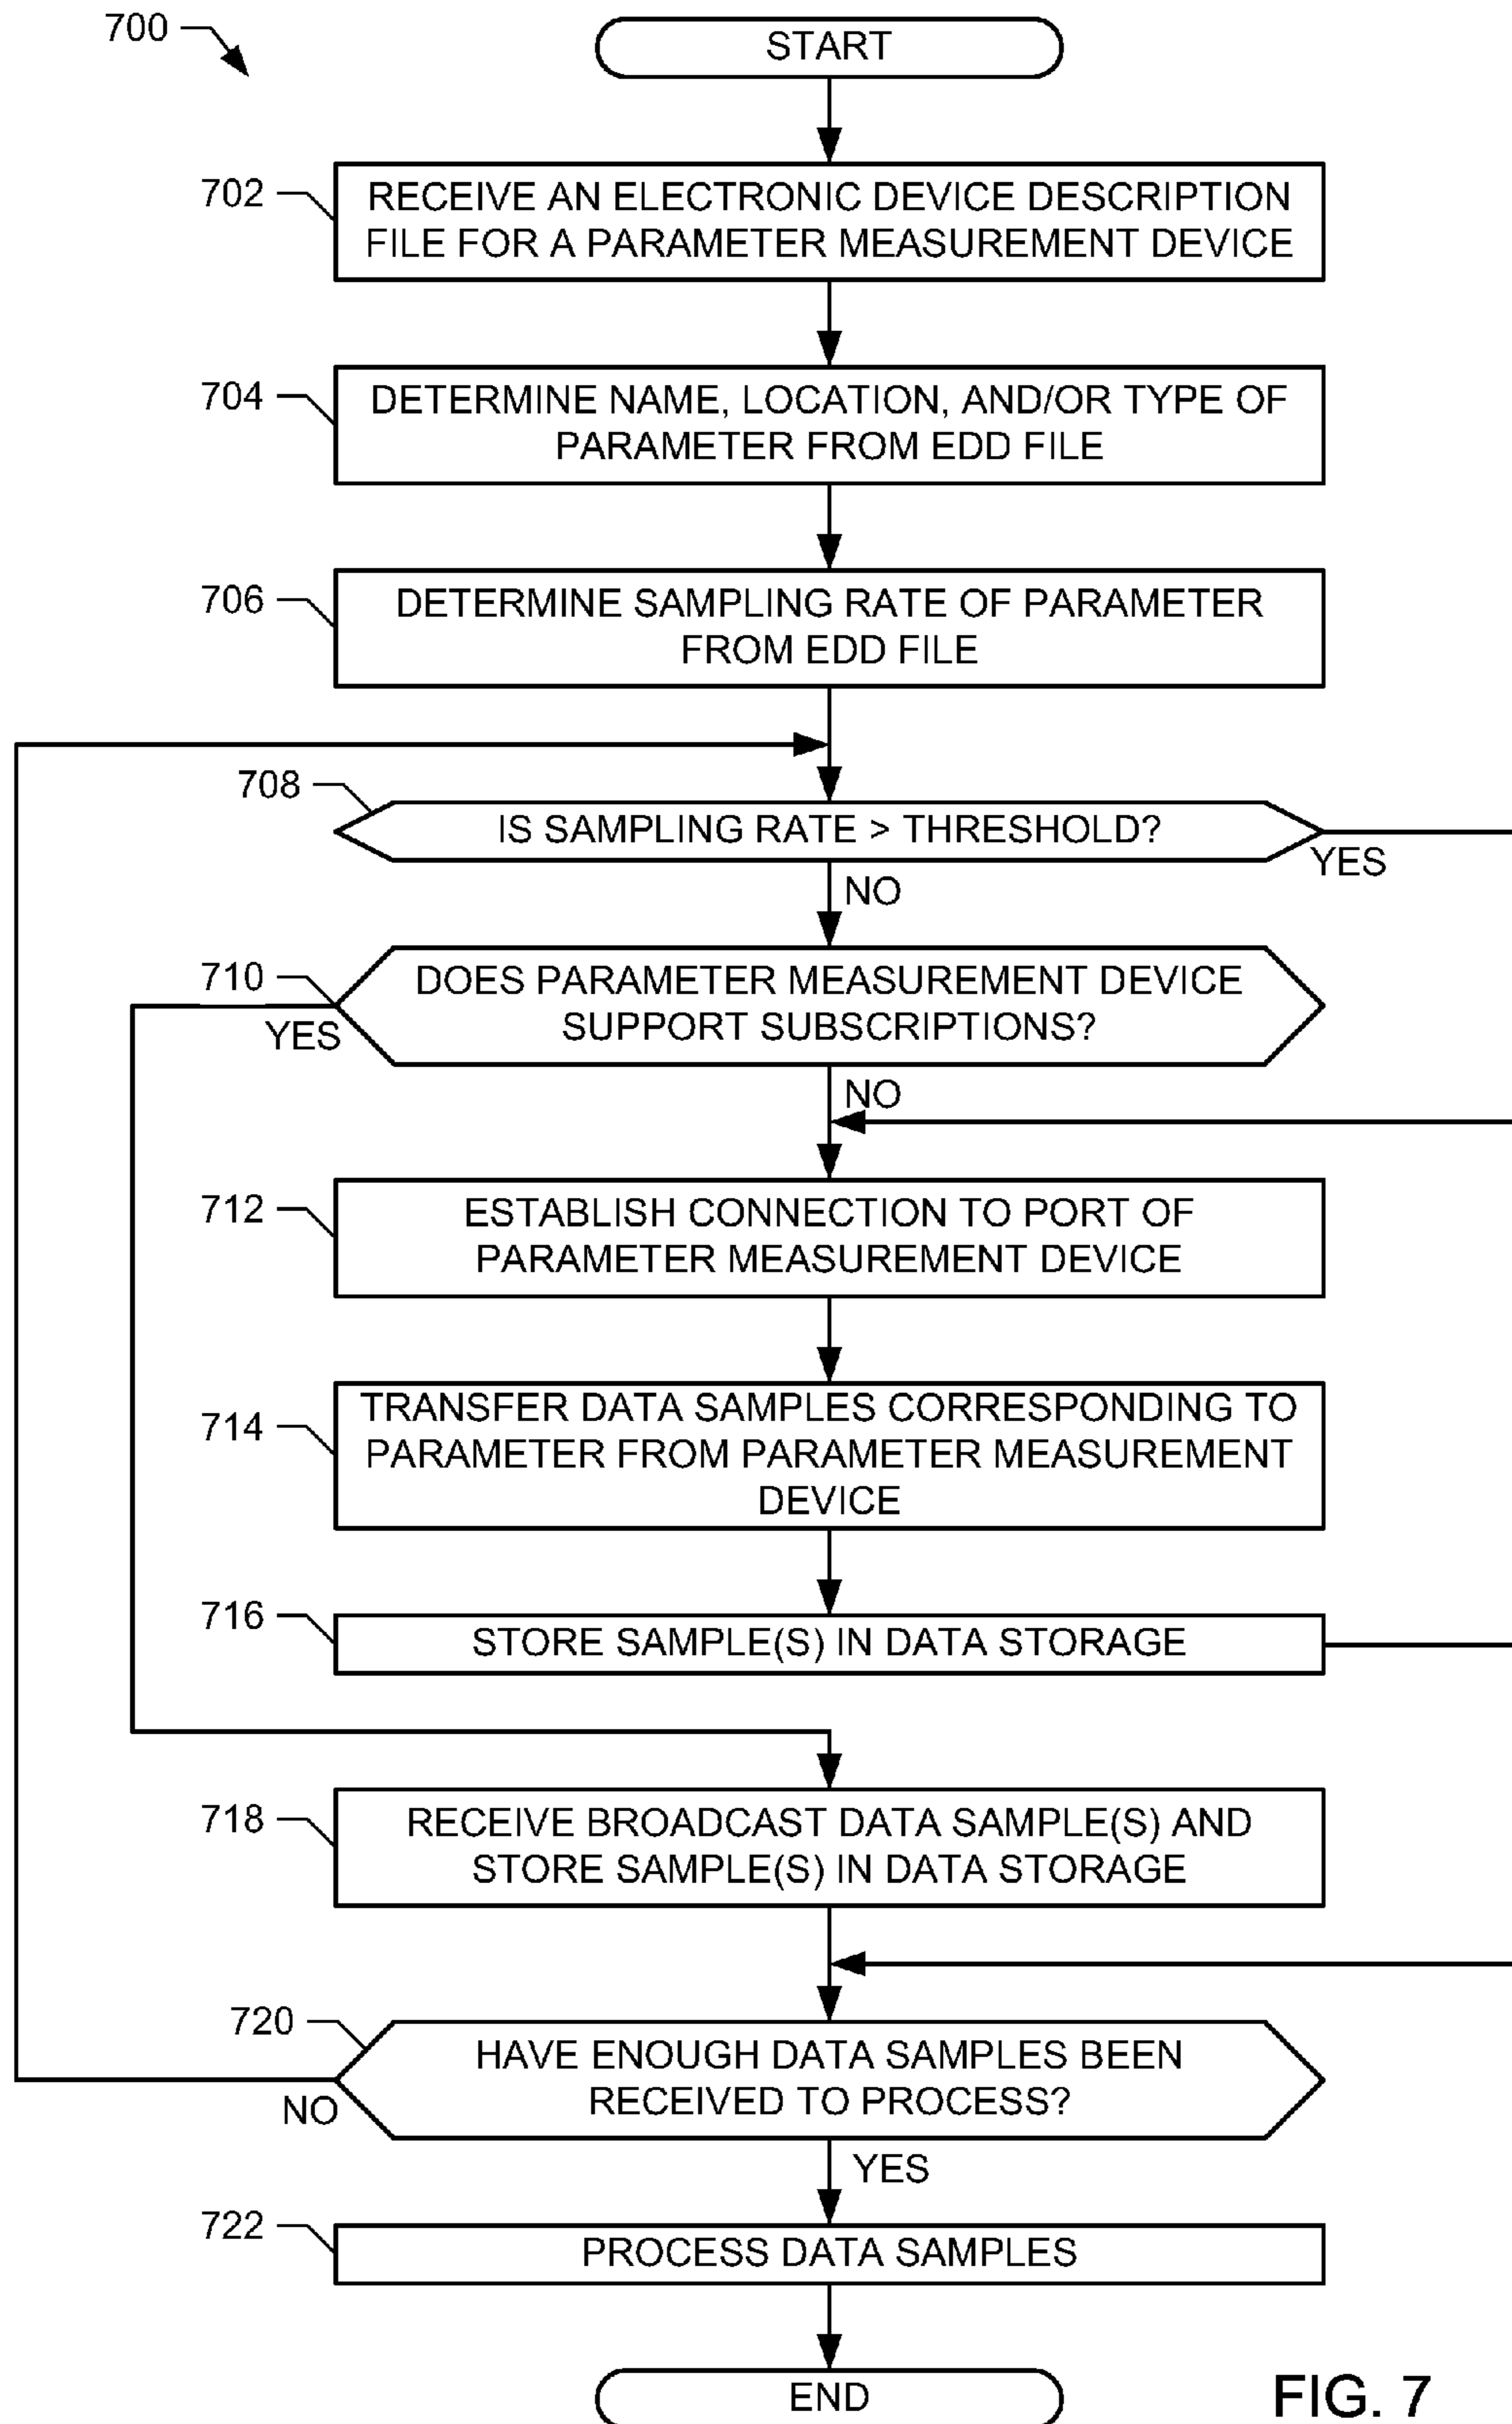 700
START
702
RECEIVE AN ELECTRONIC DEVICE DESCRIPTION
FILE FOR A PARAMETER MEASUREMENT DEVICE
704
DETERMINE NAME, LOCATION, AND/OR TYPE OF
PARAMETER FROM EDD FILE
706
DETERMINE SAMPLING RATE OF PARAMETER
FROM EDD FILE
708
IS SAMPLING RATE > THRESHOLD?
YES
NO
710
DOES PARAMETER MEASUREMENT DEVICE
SUPPORT SUBSCRIPTIONS?
YES
NO
712
ESTABLISH CONNECTION TO PORT OF
PARAMETER MEASUREMENT DEVICE
714
TRANSFER DATA SAMPLES CORRESPONDING TO
PARAMETER FROM PARAMETER MEASUREMENT
DEVICE
716
STORE SAMPLE(S) IN DATA STORAGE
718
RECEIVE BROADCAST DATA SAMPLE(S) AND
STORE SAMPLE(S) IN DATA STORAGE
720
HAVE ENOUGH DATA SAMPLES BEEN
RECEIVED TO PROCESS?
NO
YES
722
PROCESS DATA SAMPLES
END
FIG. 7